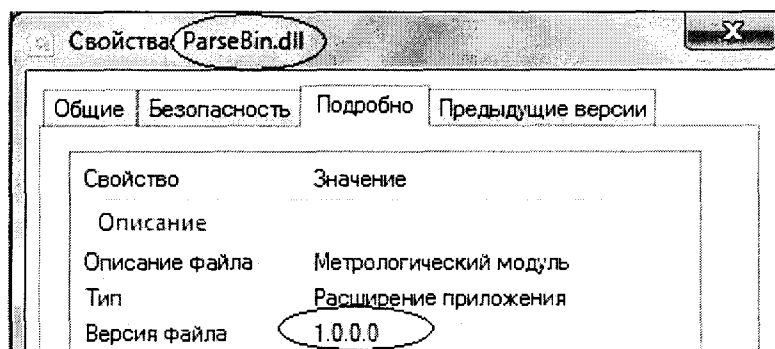 Свойства: ParseBin.dll
Общие Безопасность Подробно Предыдущие версии
Свойство Значение
Описание
Описание файла Метрологический модуль
Тип Расширение приложения
Версия файла 1.0.0.0